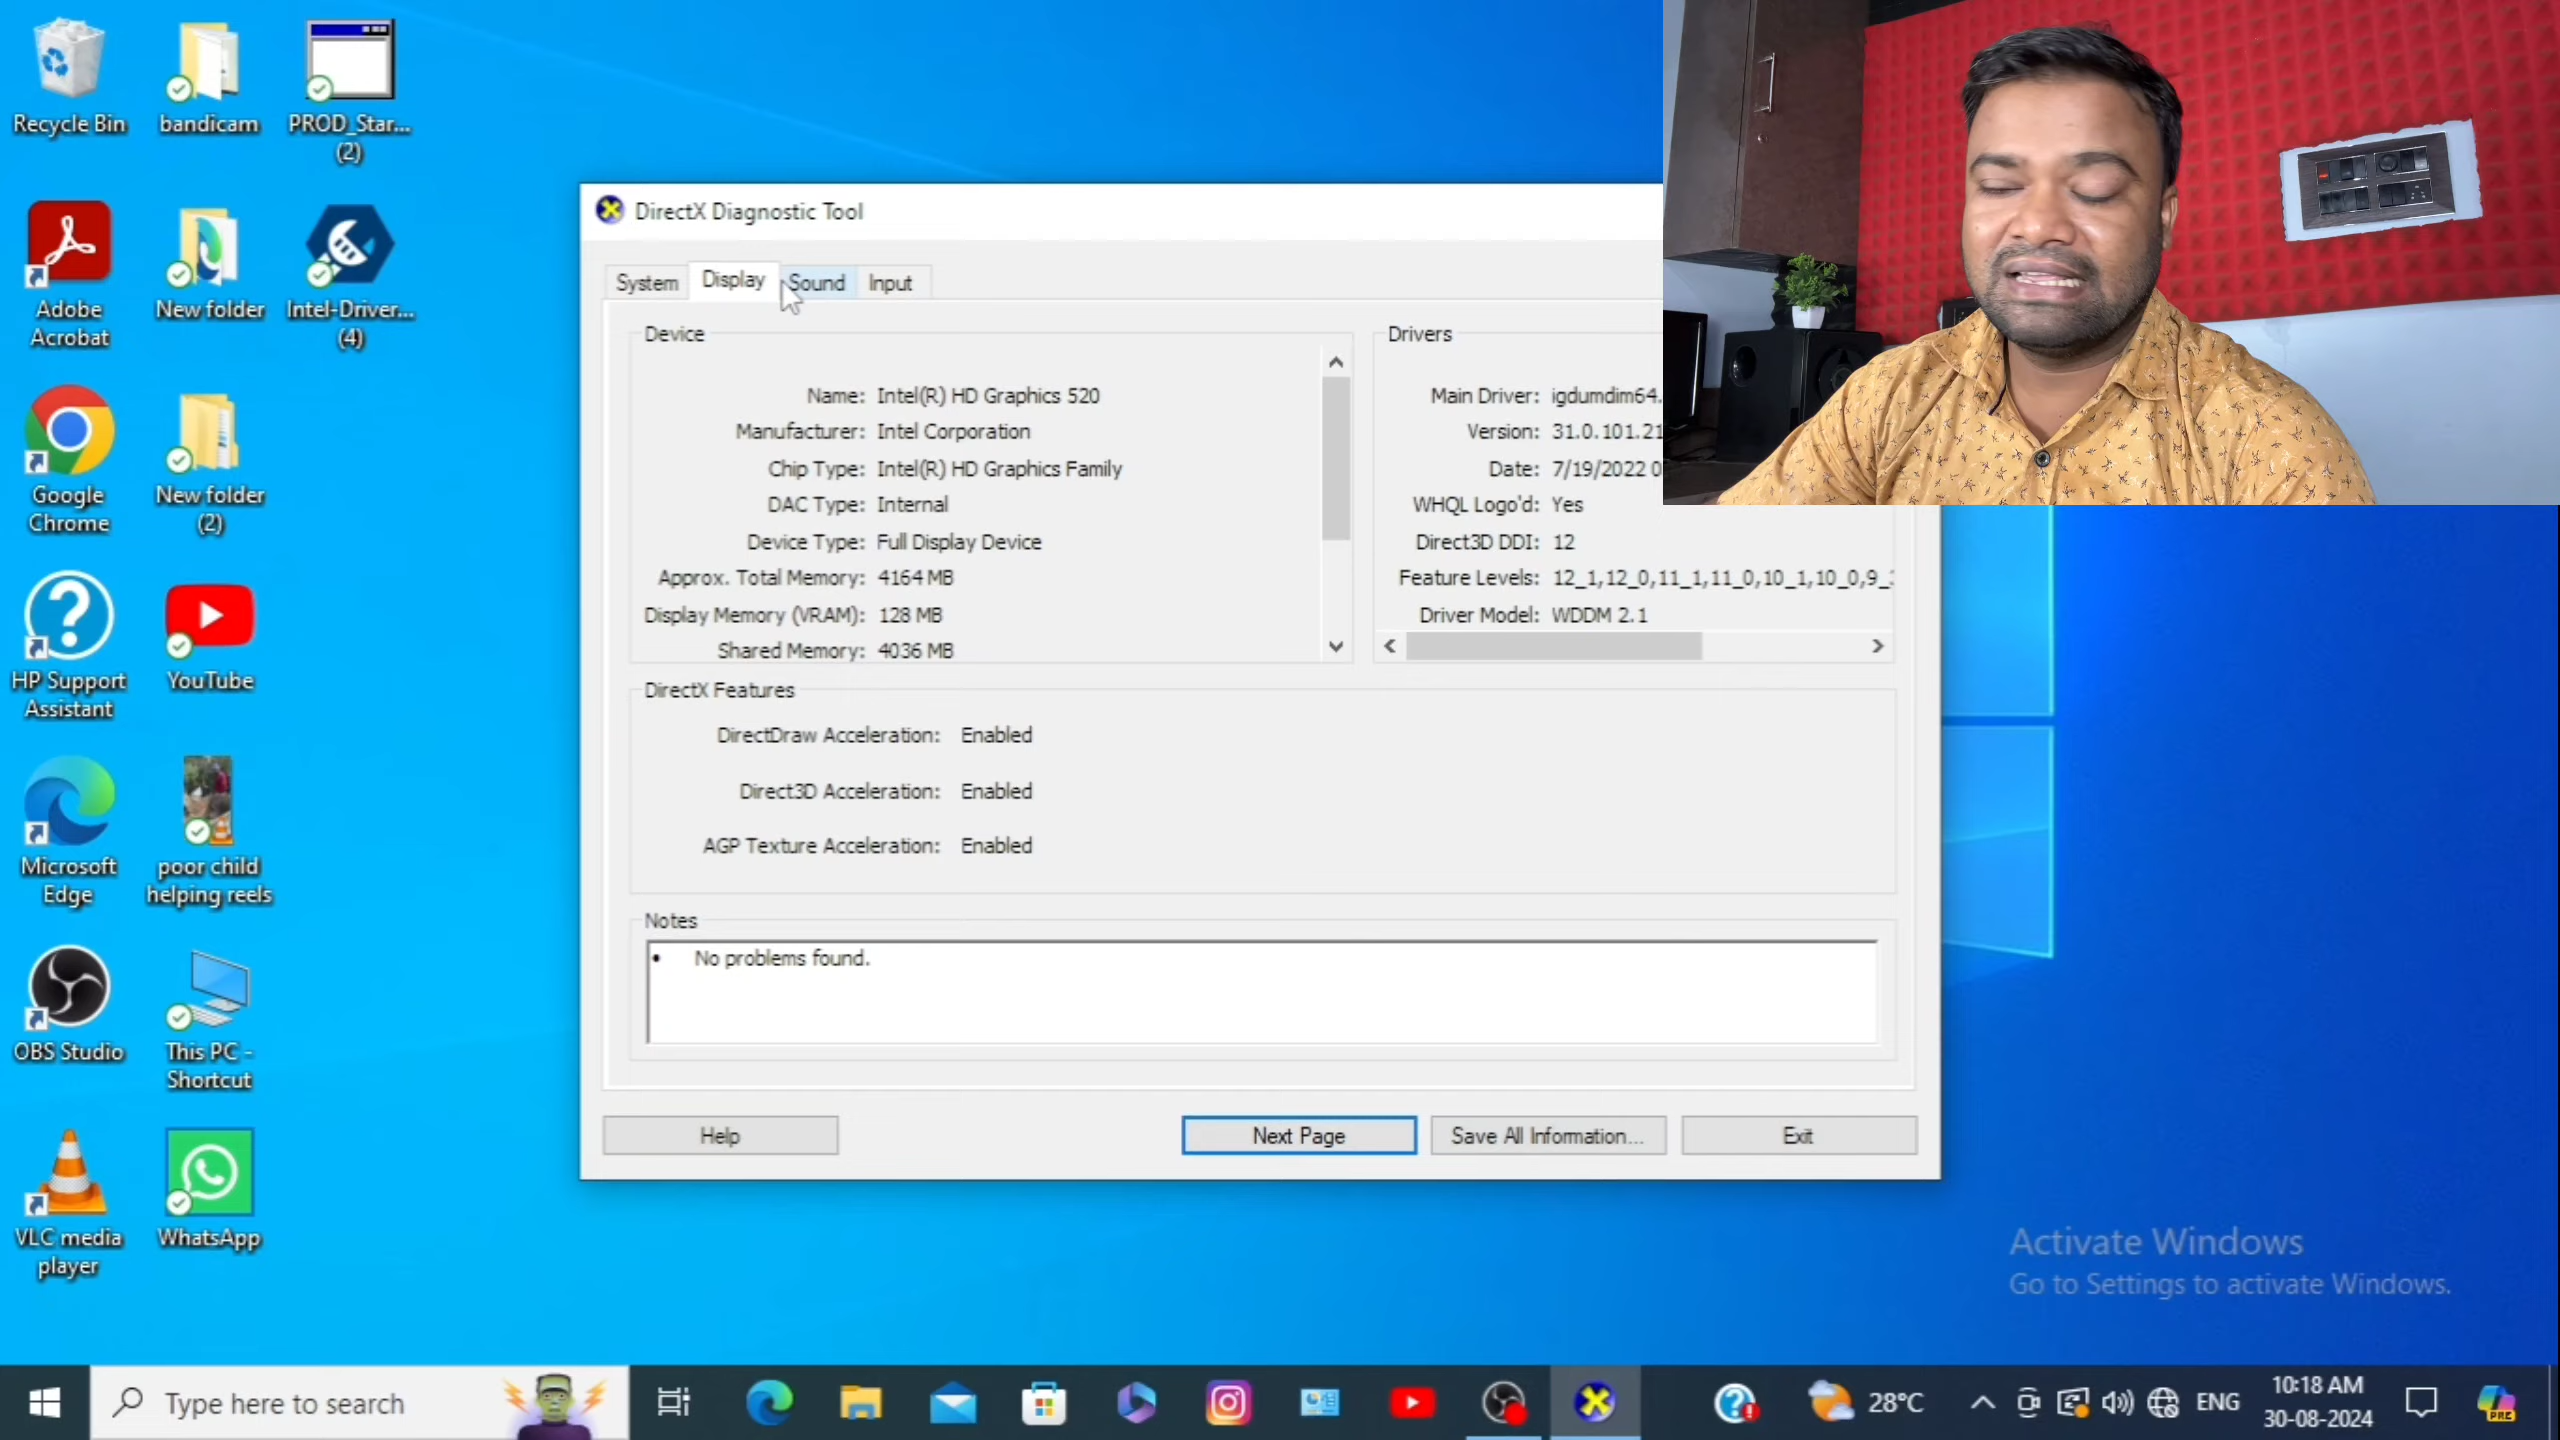 Recycle Bin
bandicam
PROD_Star...
(2)
Adobe
Acrobat
New folder
Intel-Driver...
(4)
Google
Chrome
New folder
(2)
HP Support
Assistant
YouTube
Microsoft
Edge
poor child
helping reels
OBS Studio
This PC -
Shortcut
VLC media
player
WhatsApp
DirectX Diagnostic Tool
System
Display
Sound
Input
Device
Name: Intel(R) HD Graphics 520
Manufacturer: Intel Corporation
Chip Type: Intel(R) HD Graphics Family
DAC Type: Internal
Device Type: Full Display Device
Approx. Total Memory: 4164 MB
Display Memory (VRAM): 128 MB
Shared Memory: 4036 MB
Drivers
Main Driver: igdumdim64.
Version: 31.0.101.21
Date: 7/19/2022 0
WHQL Logo'd: Yes
Direct3D DDI: 12
Feature Levels: 12_1,12_0,11_1,11_0,10_1,10_0,9_
Driver Model: WDDM 2.1
DirectX Features
DirectDraw Acceleration: Enabled
Direct3D Acceleration: Enabled
AGP Texture Acceleration: Enabled
Notes
• No problems found.
Help
Next Page
Save All Information...
Exit
Activate Windows
Go to Settings to activate Windows.
Type here to search
28°C
ENG
10:18 AM
30-08-2024
PRE